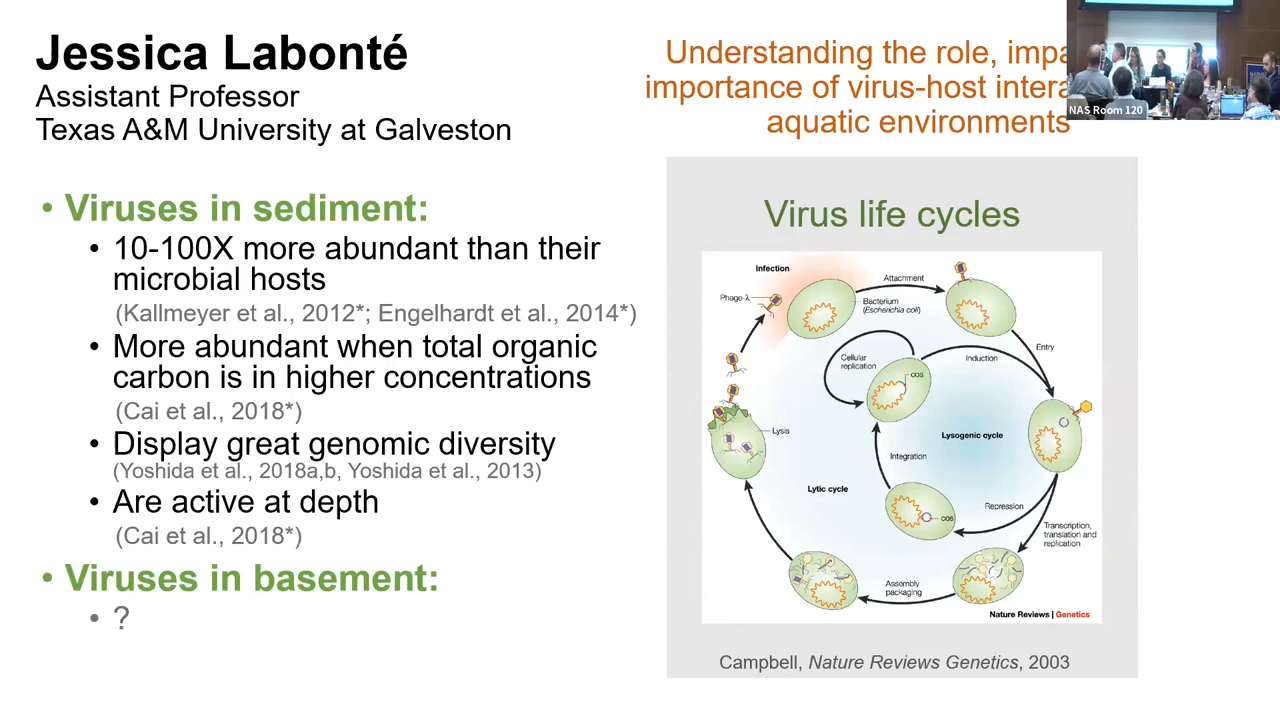 Jessica Labonté
Assistant Professor
Texas A&M University at Galveston
• Viruses in sediment:
• 10-100X more abundant than their
microbial hosts
(Kallmeyer et al., 2012*; Engelhardt et al., 2014*)
• More abundant when total organic
carbon is in higher concentrations
(Cai et al., 2018*)
• Display great genomic diversity
(Yoshida et al., 2018a,b, Yoshida et al., 2013)
• Are active at depth
(Cai et al., 2018*)
• Viruses in basement:
• ?
Understanding the role, impa
importance of virus-host intera
aquatic environments
NAS Room 120
Virus life cycles
Infection
Attachment
Phage-λ
Bacterium
(Escherichia coli)
Entry
Cellular
replication
cos
Induction
Lysis
Lysogenic cycle
Integration
Lytic cycle
cos
Repression
Transcription,
translation and
replication
Assembly
packaging
Nature Reviews | Genetics
Campbell, Nature Reviews Genetics, 2003